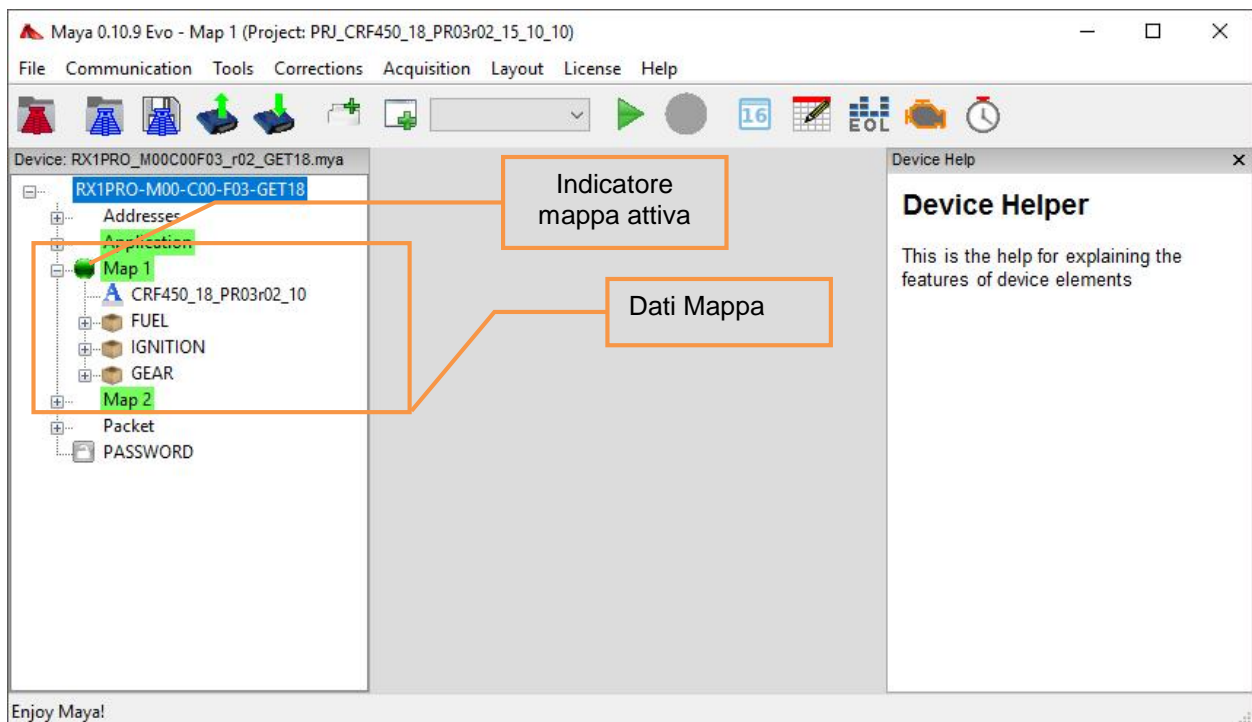 Maya 0.10.9 Evo - Map 1 (Project: PRJ_CRF450_18_PR03r02_15_10_10)
File Communication Tools Corrections Acquisition Layout License Help
16
EOL
Device: RX1PRO_M00C00F03_r02_GET18.mya
RX1PRO-M00-C00-F03-GET18
Addresses
Application
Map 1
A CRF450_18_PR03r02_10
FUEL
IGNITION
GEAR
Map 2
Packet
PASSWORD
Indicatore
mappa attiva
Dati Mappa
Device Help
Device Helper
This is the help for explaining the
features of device elements
Enjoy Maya!